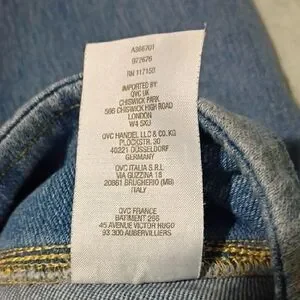 A366701
972676
RN 117150
IMPORTED BY
QVC UK
CHISWICK PARK
566 CHISWICK HIGH ROAD
LONDON
W4 5XU
QVC HANDEL LLC & CO. KG
PLOCKSTR. 30
40221 DUSSELDORF
GERMANY
QVC ITALIA S.R.L
VIA GUZZINA 18
20861 BRUGHERIO (MB)
ITALY
QVC FRANCE
BATIMENT 266
45 AVENUE VICTOR HUGO
93 300 AUBERVILLIERS